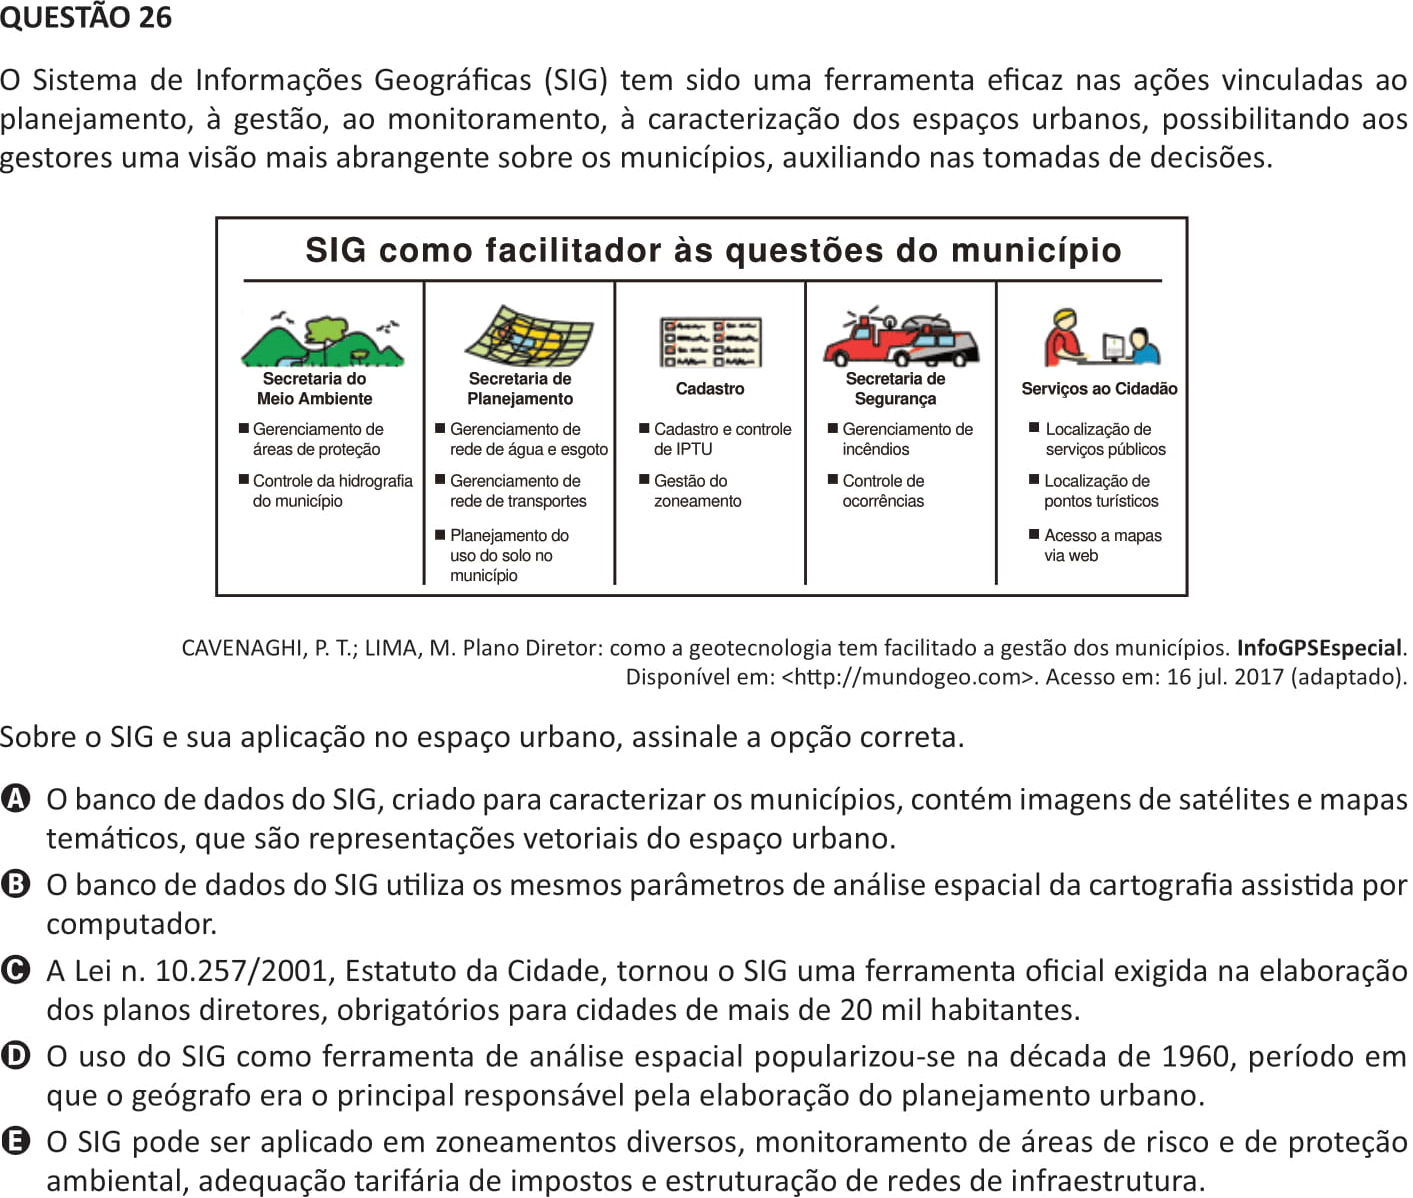 QUESTÃO 26
O Sistema de Informações Geográficas (SIG) tem sido uma ferramenta eficaz nas ações vinculadas ao
planejamento, à gestão, ao monitoramento, à caracterização dos espaços urbanos, possibilitando aos
gestores uma visão mais abrangente sobre os municípios, auxiliando nas tomadas de decisões.
SIG como facilitador às questões do município
Secretaria do
Meio Ambiente
■ Gerenciamento de
áreas de proteção
■ Controle da hidrografia
do município
Secretaria de
Planejamento
■ Gerenciamento de
rede de água e esgoto
■ Gerenciamento de
rede de transportes
■ Planejamento do
uso do solo no
município
Cadastro
■ Cadastro e controle
de IPTU
■ Gestão do
zoneamento
Secretaria de
Segurança
■ Gerenciamento de
incêndios
■ Controle de
ocorrências
Serviços ao Cidadão
■ Localização de
serviços públicos
■ Localização de
pontos turísticos
■ Acesso a mapas
via web
CAVENAGHI, P. T.; LIMA, M. Plano Diretor: como a geotecnologia tem facilitado a gestão dos municípios. InfoGPSEspecial.
Disponível em: <http://mundogeo.com>. Acesso em: 16 jul. 2017 (adaptado).
Sobre o SIG e sua aplicação no espaço urbano, assinale a opção correta.
A O banco de dados do SIG, criado para caracterizar os municípios, contém imagens de satélites e mapas
temáticos, que são representações vetoriais do espaço urbano.
B O banco de dados do SIG utiliza os mesmos parâmetros de análise espacial da cartografia assistida por
computador.
C A Lei n. 10.257/2001, Estatuto da Cidade, tornou o SIG uma ferramenta oficial exigida na elaboração
dos planos diretores, obrigatórios para cidades de mais de 20 mil habitantes.
D O uso do SIG como ferramenta de análise espacial popularizou-se na década de 1960, período em
que o geógrafo era o principal responsável pela elaboração do planejamento urbano.
E O SIG pode ser aplicado em zoneamentos diversos, monitoramento de áreas de risco e de proteção
ambiental, adequação tarifária de impostos e estruturação de redes de infraestrutura.